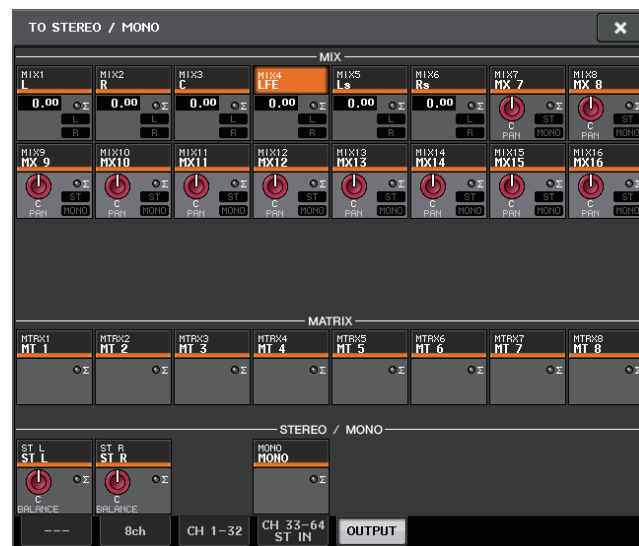 TO STEREO / MONO
MIX
MIX1 MIX2 MIX3 MIX4 MIX5 MIX6 MIX7 MIX8
L R C LFE Ls Rs MX 7 MX 8
0.00 Σ 0.00 Σ 0.00 Σ 0.00 Σ 0.00 Σ 0.00 Σ Σ Σ
L L L L L L ST ST
R R R R R R C PAN MONO C PAN MONO
MIX9 MIX10 MIX11 MIX12 MIX13 MIX14 MIX15 MIX16
MX 9 MX10 MX11 MX12 MX13 MX14 MX15 MX16
Σ Σ Σ Σ Σ Σ Σ Σ
ST ST ST ST ST ST ST ST
C C C C C C C C
PAN MONO PAN MONO PAN MONO PAN MONO PAN MONO PAN MONO PAN MONO PAN MONO
MATRIX
MTRX1 MTRX2 MTRX3 MTRX4 MTRX5 MTRX6 MTRX7 MTRX8
MT 1 MT 2 MT 3 MT 4 MT 5 MT 6 MT 7 MT 8
Σ Σ Σ Σ Σ Σ Σ Σ
STEREO / MONO
ST L ST R MONO
ST L ST R MONO
Σ Σ Σ
C C
BALANCE BALANCE
--- 8ch CH 1-32 CH 33-64 OUTPUT
ST IN